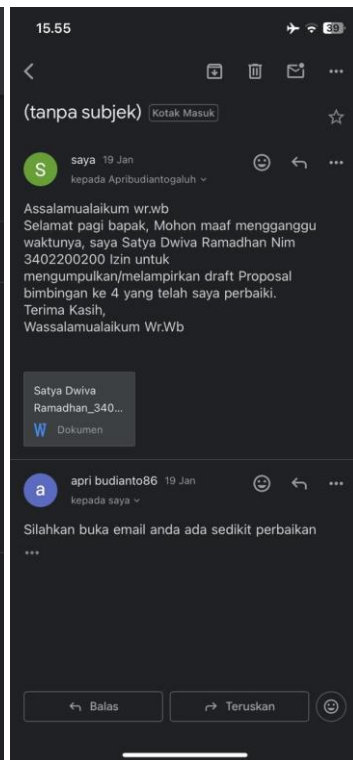 15.55
39
(tanpa subjek) Kotak Masuk
S
saya 19 Jan
kepada Apribudiantogaluh
Assalamualaikum wr.wb
Selamat pagi bapak, Mohon maaf mengganggu
waktunya, saya Satya Dwiva Ramadhan Nim
3402200200 Izin untuk
mengumpulkan/melampirkan draft Proposal
bimbingan ke 4 yang telah saya perbaiki.
Terima Kasih,
Wassalamualaikum Wr.Wb
Satya Dwiva
Ramadhan_340...
W Dokumen
a
apri budianto86 19 Jan
kepada saya
Silahkan buka email anda ada sedikit perbaikan
...
Balas
Teruskan